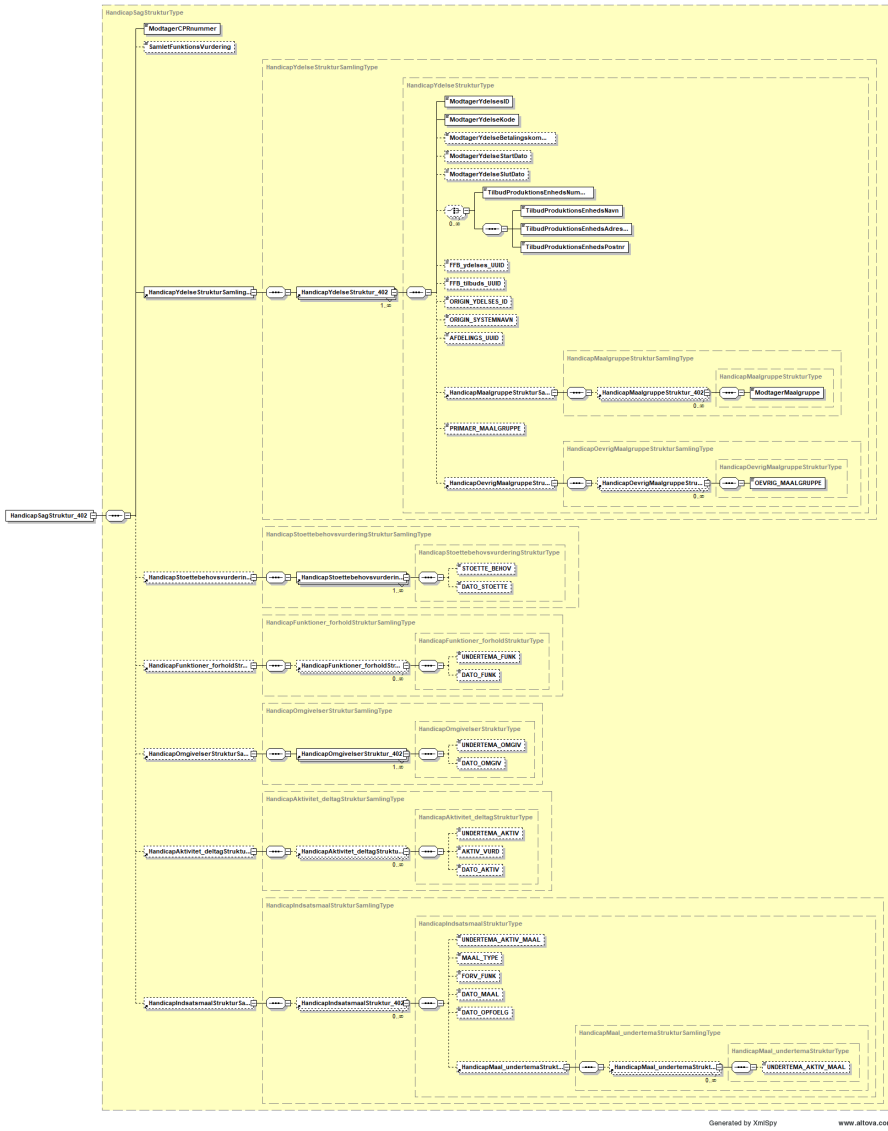 HandicapSagStrukturType
ModtagerCPRnummer
SamletFunktionsVurdering
HandicapYdelseStrukturSamlingType
HandicapYdelseStrukturType
ModtagerYdelsesID
ModtagerYdelseKode
ModtagerYdelseBetalingskom...
ModtagerYdelseStartDato
ModtagerYdelseSlutDato
TilbudProduktionsEnhedsNum...
0..∞
TilbudProduktionsEnhedsNavn
TilbudProduktionsEnhedsAdres...
TilbudProduktionsEnhedsPostnr
FFB_ydelses_UUID
FFB_tilbuds_UUID
HandicapYdelseStrukturSamling...
HandicapYdelseStruktur_402
1..∞
ORIGIN_YDELSES_ID
ORIGIN_SYSTEMNAVN
AFDELINGS_UUID
HandicapMaalgruppeStrukturSamlingType
HandicapMaalgruppeStrukturType
HandicapMaalgruppeStrukturSa...
HandicapMaalgruppeStruktur_402
0..∞
ModtagerMaalgruppe
PRIMAER_MAALGRUPPE
HandicapOevrigMaalgruppeStrukturSamlingType
HandicapOevrigMaalgruppeStrukturType
HandicapOevrigMaalgruppeStru...
HandicapOevrigMaalgruppeStru...
0..∞
OEVRIG_MAALGRUPPE
HandicapSagStruktur_402
HandicapStoettebehovsvurderingStrukturSamlingType
HandicapStoettebehovsvurderingStrukturType
HandicapStoettebehovsvurderin...
HandicapStoettebehovsvurderin...
1..∞
STOETTE_BEHOV
DATO_STOETTE
HandicapFunktioner_forholdStrukturSamlingType
HandicapFunktioner_forholdStrukturType
HandicapFunktioner_forholdStr...
HandicapFunktioner_forholdStr...
0..∞
UNDERTEMA_FUNK
DATO_FUNK
HandicapOmgivelserStrukturSamlingType
HandicapOmgivelserStrukturType
HandicapOmgivelserStrukturSa...
HandicapOmgivelserStruktur_402
1..∞
UNDERTEMA_OMGIV
DATO_OMGIV
HandicapAktivitet_deltagStrukturSamlingType
HandicapAktivitet_deltagStrukturType
HandicapAktivitet_deltagStruktu...
HandicapAktivitet_deltagStruktu...
0..∞
UNDERTEMA_AKTIV
AKTIV_VURD
DATO_AKTIV
HandicapIndsatsmaalStrukturSamlingType
HandicapIndsatsmaalStrukturType
UNDERTEMA_AKTIV_MAAL
MAAL_TYPE
FORV_FUNK
DATO_MAAL
DATO_OPFOELG
HandicapIndsatsmaalStrukturSa...
HandicapIndsatsmaalStruktur_402
0..∞
HandicapMaal_undertemaStrukturSamlingType
HandicapMaal_undertemaStrukturType
HandicapMaal_undertemaStrukt...
HandicapMaal_undertemaStrukt...
0..∞
UNDERTEMA_AKTIV_MAAL
Generated by XmlSpy
www.altova.com